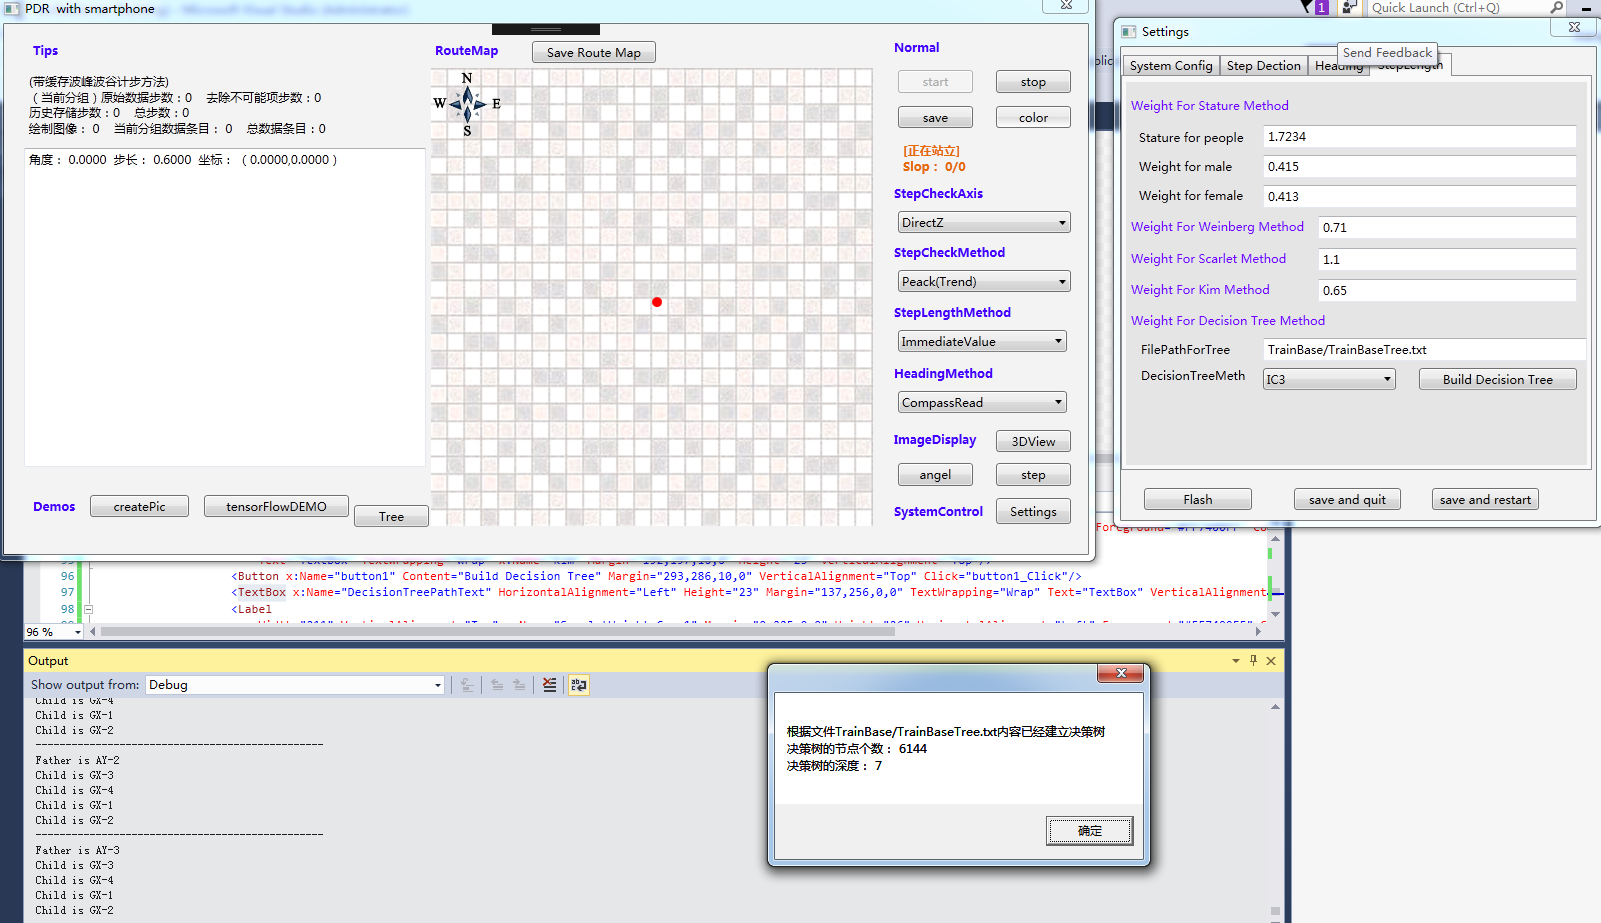 PDR with smartphone
Quick Launch (Ctrl+Q)
1
Tips
(带缓存波峰波谷计步方法)
（当前分组）原始数据步数：0 去除不可能项步数：0
历史存储步数：0 总步数：0
绘制图像： 0 当前分组数据条目： 0 总数据条目：0
角度： 0.0000 步长： 0.6000 坐标： （ 0.0000,0.0000 ）
Demos
createPic
tensorFlowDEMO
Tree
RouteMap
Save Route Map
N
W
E
S
Normal
start
stop
save
color
[正在站立]
Slop： 0/0
StepCheckAxis
DirectZ
StepCheckMethod
Peack(Trend)
StepLengthMethod
ImmediateValue
HeadingMethod
CompassRead
ImageDisplay
3DView
angel
step
SystemControl
Settings
Settings
Send Feedback
System Config
Step Dection
Heading
StepLength
Weight For Stature Method
Stature for people
1.7234
Weight for male
0.415
Weight for female
0.413
Weight For Weinberg Method
0.71
Weight For Scarlet Method
1.1
Weight For Kim Method
0.65
Weight For Decision Tree Method
FilePathForTree
TrainBase/TrainBaseTree.txt
DecisionTreeMeth
IC3
Build Decision Tree
Flash
save and quit
save and restart
96 <Button x:Name="button1" Content="Build Decision Tree" Margin="293,286,10,0" VerticalAlignment="Top" Click="button1_Click"/>
97 <TextBox x:Name="DecisionTreePathText" HorizontalAlignment="Left" Height="23" Margin="137,256,0,0" TextWrapping="Wrap" Text="TextBox" VerticalAlignment
98 <Label
96 %
Output
Show output from: Debug
Child is GX-4
Child is GX-1
Child is GX-2
------------------------------------------------
Father is AY-2
Child is GX-3
Child is GX-4
Child is GX-1
Child is GX-2
------------------------------------------------
Father is AY-3
Child is GX-3
Child is GX-4
Child is GX-1
Child is GX-2
根据文件TrainBase/TrainBaseTree.txt内容已经建立决策树
决策树的节点个数： 6144
决策树的深度： 7
确定